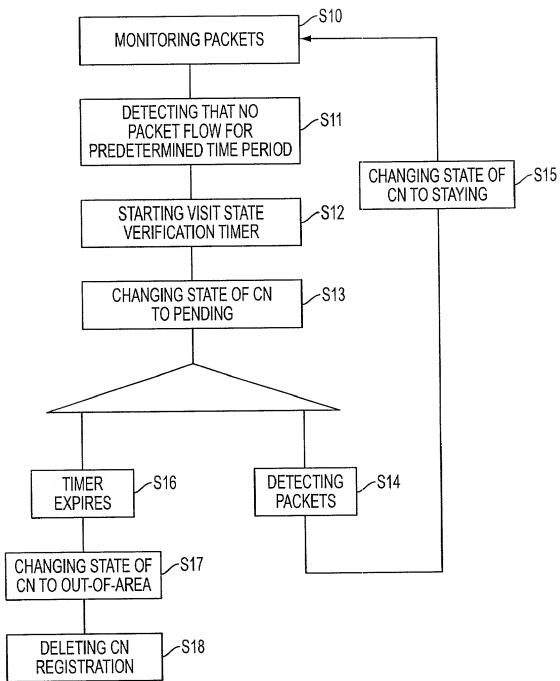 S10
MONITORING PACKETS
S11
DETECTING THAT NO
PACKET FLOW FOR
PREDETERMINED TIME PERIOD
S12
STARTING VISIT STATE
VERIFICATION TIMER
S13
CHANGING STATE OF CN
TO PENDING
S15
CHANGING STATE OF
CN TO STAYING
S16
TIMER
EXPIRES
S14
DETECTING
PACKETS
S17
CHANGING STATE OF
CN TO OUT-OF-AREA
S18
DELETING CN
REGISTRATION